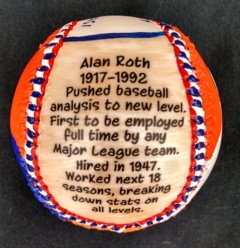 Alan Roth
1917-1992
Pushed baseball
analysis to new level.
First to be employed
full time by any
Major League team.
Hired in 1947.
Worked next 18
seasons, breaking
down stats on
all levels.